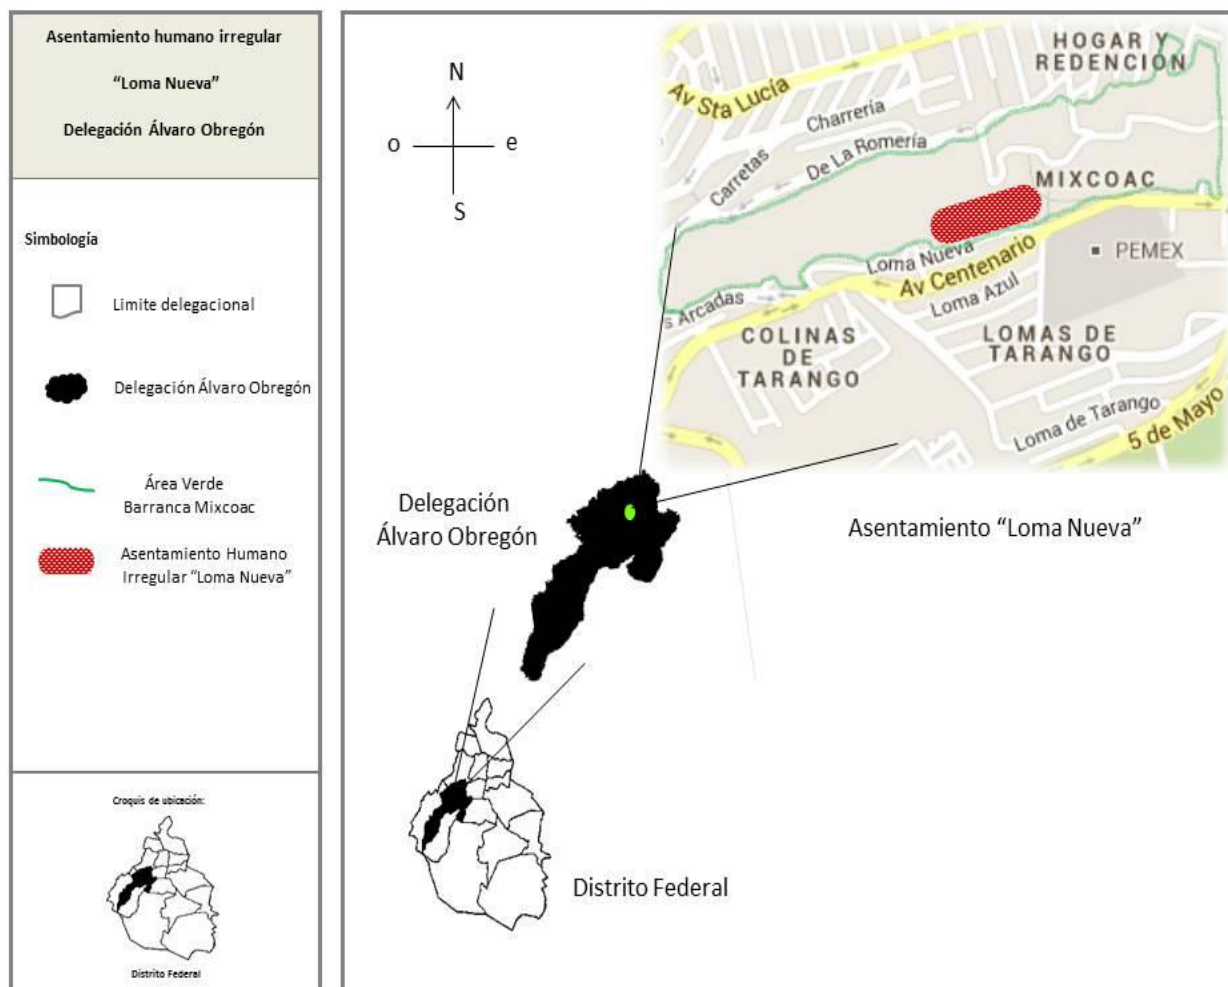 Asentamiento humano irregular
“Loma Nueva”
Delegación Álvaro Obregón
Simbología
Limite delegacional
Delegación Álvaro Obregón
Área Verde
Barranca Mixcoac
Asentamiento Humano
Irregular “Loma Nueva”
Croquis de ubicación:
Distrito Federal
N
o
e
S
HOGAR Y
REDENCIÓN
Av Sta Lucía
Charrería
Carretas
De La Romería
MIXCOAC
Loma Nueva
Av Centenario
PEMEX
Loma Azul
s Arcadas
COLINAS
DE
TARANGO
LOMAS DE
TARANGO
Loma de Tarango
5 de Mayo
Delegación
Álvaro Obregón
Asentamiento “Loma Nueva”
Distrito Federal